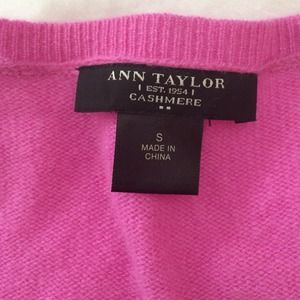 ANN TAYLOR
EST. 1954
CASHMERE
S
MADE IN
CHINA